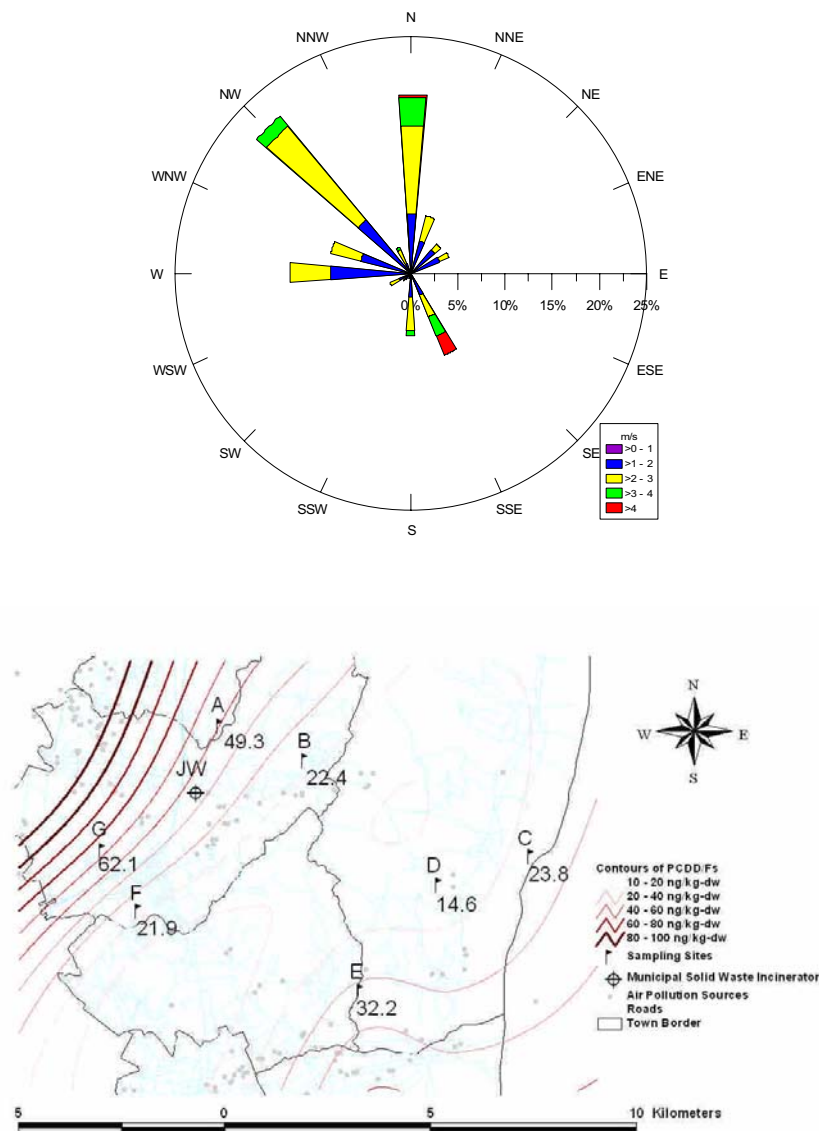 N
NNW NNE
NW NE
WNW ENE
W E
0% 5% 10% 15% 20% 25%
WSW ESE
SW SE
SSW SSE
S
m/s
>0 - 1
>1 - 2
>2 - 3
>3 - 4
>4
A
49.3
B
22.4
JW
G
62.1
F
21.9
D
14.6
C
23.8
E
32.2
N
W E
S
Contours of PCDD/Fs
10 - 20 ng/kg-dw
20 - 40 ng/kg-dw
40 - 60 ng/kg-dw
60 - 80 ng/kg-dw
80 - 100 ng/kg-dw
Sampling Sites
Municipal Solid Waste Incinerator
Air Pollution Sources
Roads
Town Border
5 0 5 10 Kilometers